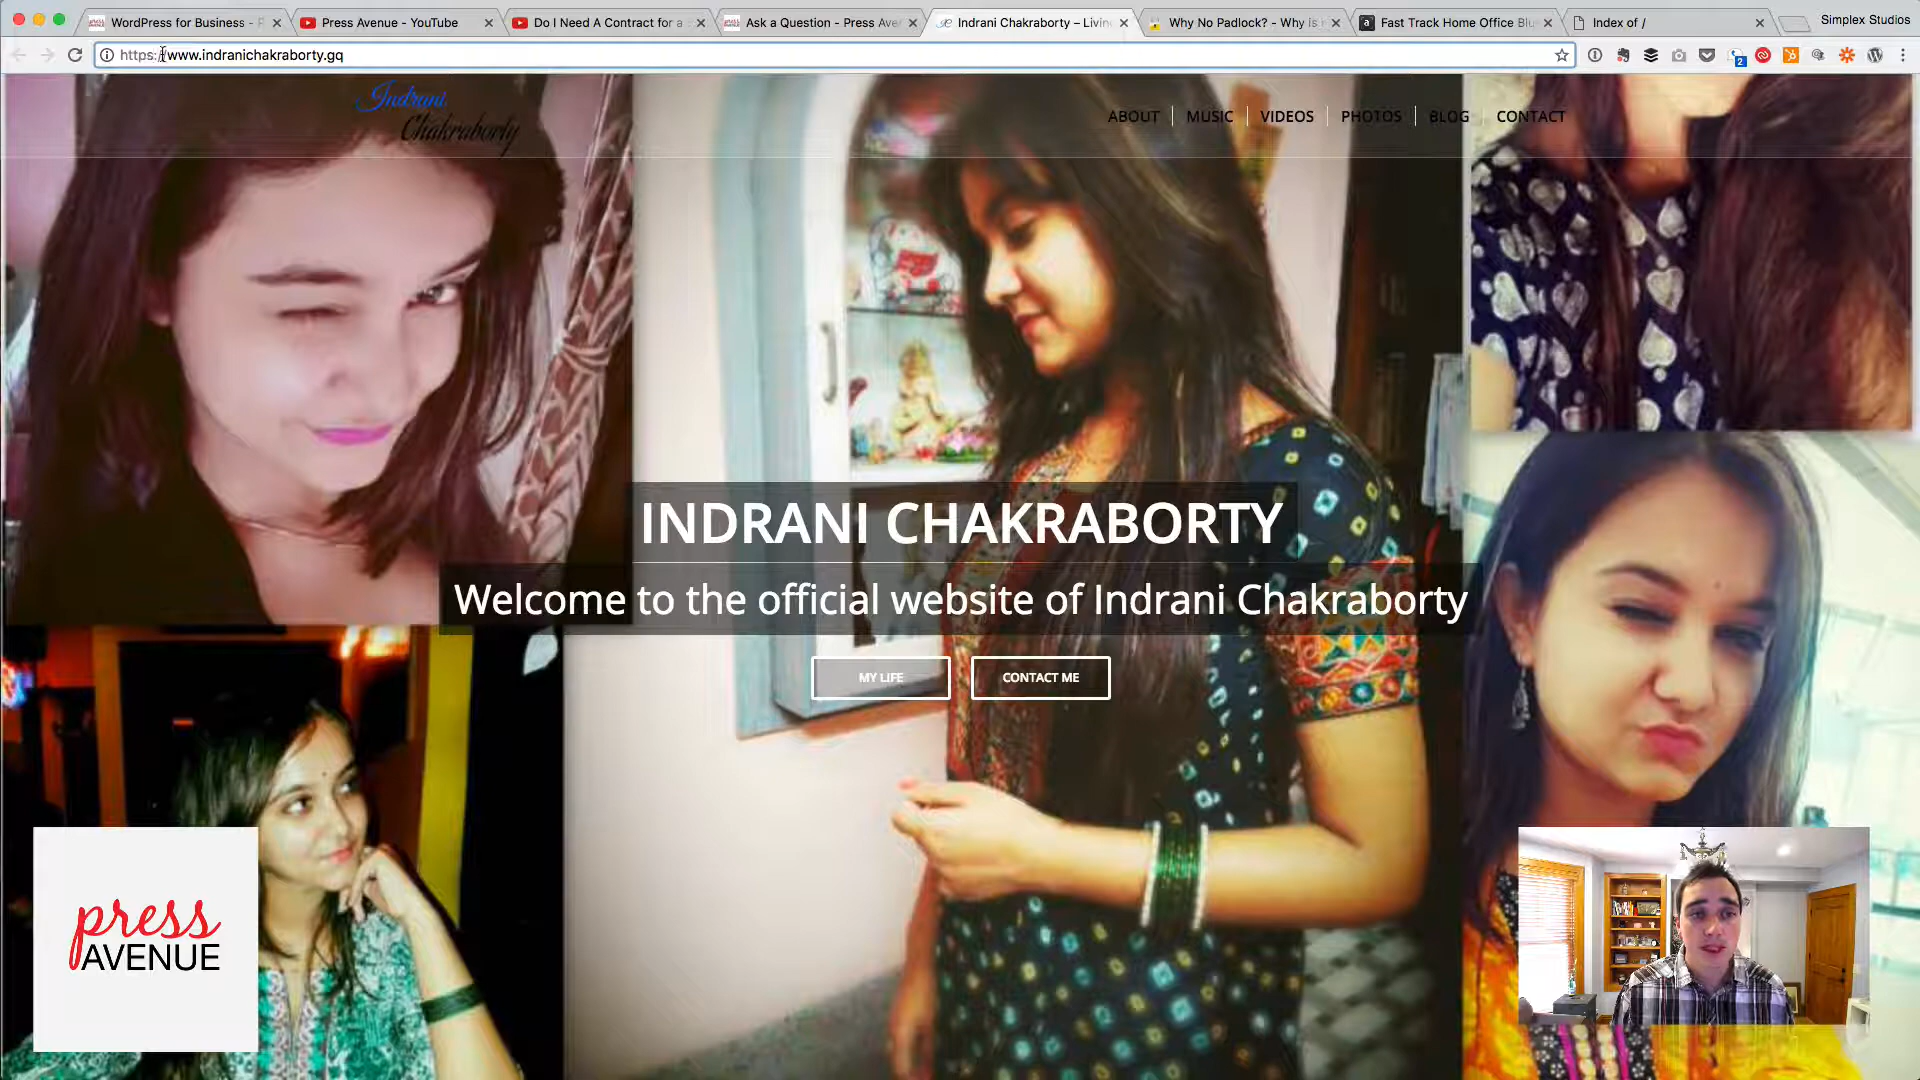 WordPress for Business - P
Press Avenue - YouTube
Do I Need A Contract for a
Ask a Question - Press Ave
Indrani Chakraborty – Livin
Why No Padlock? - Why is
Fast Track Home Office Blu
Index of /
Simplex Studios
https://www.indranichakraborty.gq
2
Indrani
Chakraborty
ABOUT
MUSIC
VIDEOS
PHOTOS
BLOG
CONTACT
INDRANI CHAKRABORTY
Welcome to the official website of Indrani Chakraborty
MY LIFE
CONTACT ME
press
AVENUE